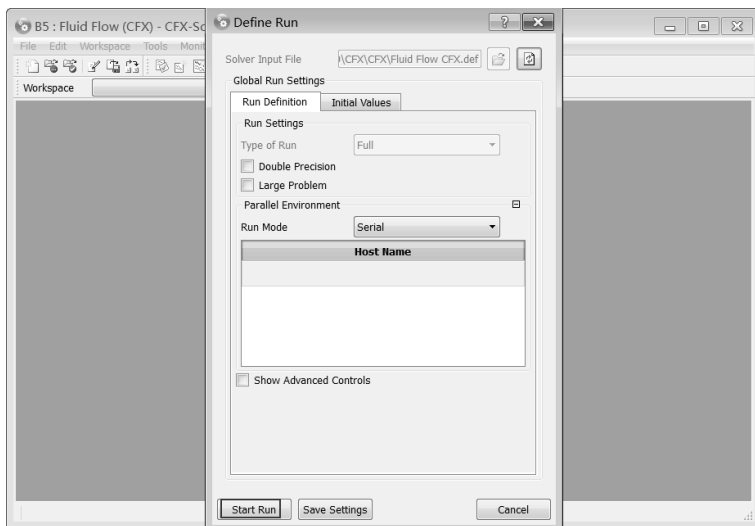 B5 : Fluid Flow (CFX) - CFX-So
File Edit Workspace Tools Monit
Workspace
Define Run
Solver Input File
\CFX\CFX\Fluid Flow CFX.def
Global Run Settings
Run Definition
Initial Values
Run Settings
Type of Run
Full
Double Precision
Large Problem
Parallel Environment
Run Mode
Serial
Host Name
Show Advanced Controls
Start Run
Save Settings
Cancel